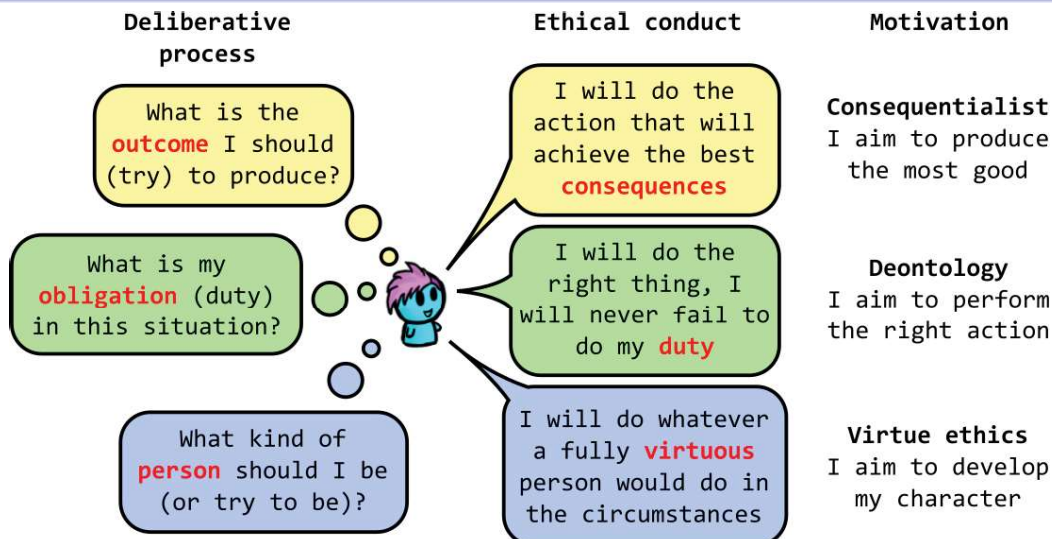 Deliberative
process
Ethical conduct
Motivation
What is the
outcome I should
(try) to produce?
I will do the
action that will
achieve the best
consequences
Consequentialist
I aim to produce
the most good
What is my
obligation (duty)
in this situation?
I will do the
right thing, I
will never fail to
do my duty
Deontology
I aim to perform
the right action
What kind of
person should I be
(or try to be)?
I will do whatever
a fully virtuous
person would do in
the circumstances
Virtue ethics
I aim to develop
my character